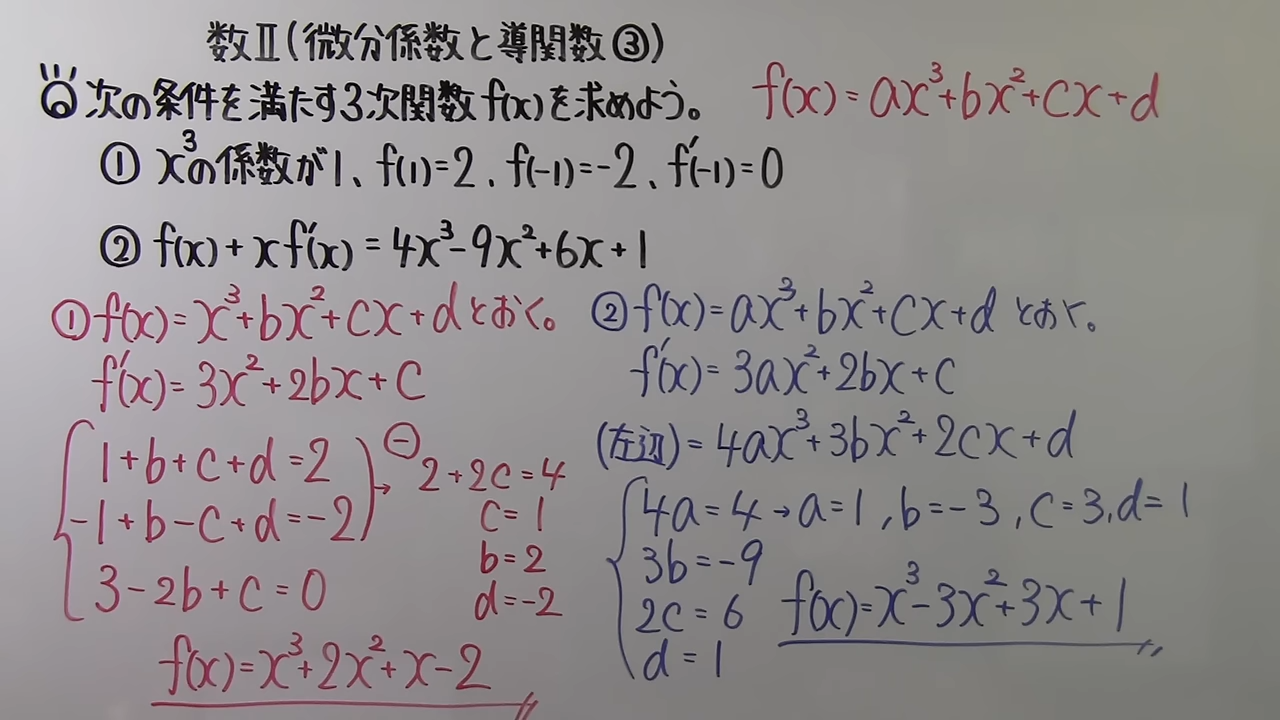 数Ⅱ(微分係数と導関数③)
次の条件を満たす3次関数f(x)を求めよう。
f(x)=ax³+bx²+cx+d
① x³の係数が1、f(1)=2、f(-1)=-2、f′(-1)=0
② f(x)+xf′(x)=4x³-9x²+6x+1
①f(x)=x³+bx²+cx+dとおく。
f′(x)=3x²+2bx+c
1+b+c+d=2
-1+b-c+d=-2
3-2b+c=0
⊖
→ 2+2c=4
c=1
b=2
d=-2
f(x)=x³+2x²+x-2
②f(x)=ax³+bx²+cx+dとおく。
f′(x)=3ax²+2bx+c
(左辺)=4ax³+3bx²+2cx+d
4a=4→a=1,b=-3,c=3,d=1
3b=-9
2c=6
d=1
f(x)=x³-3x²+3x+1